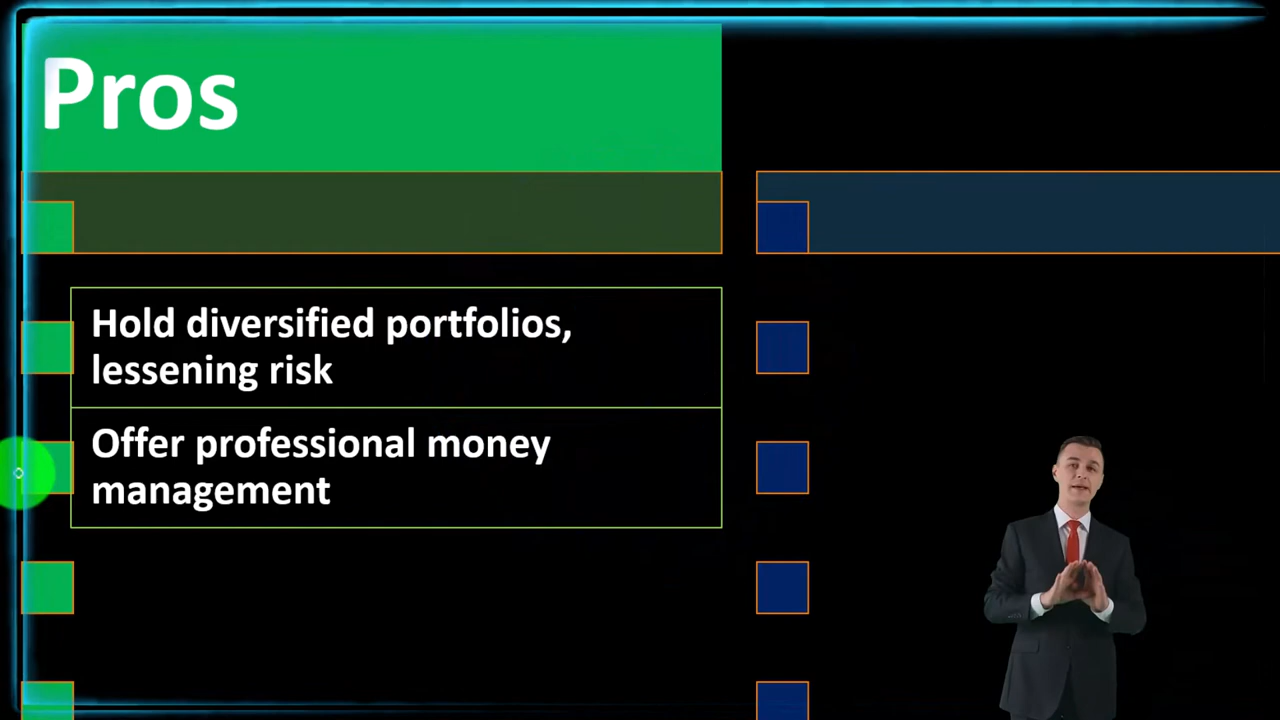 Pros
Hold diversified portfolios,
lessening risk
Offer professional money
management